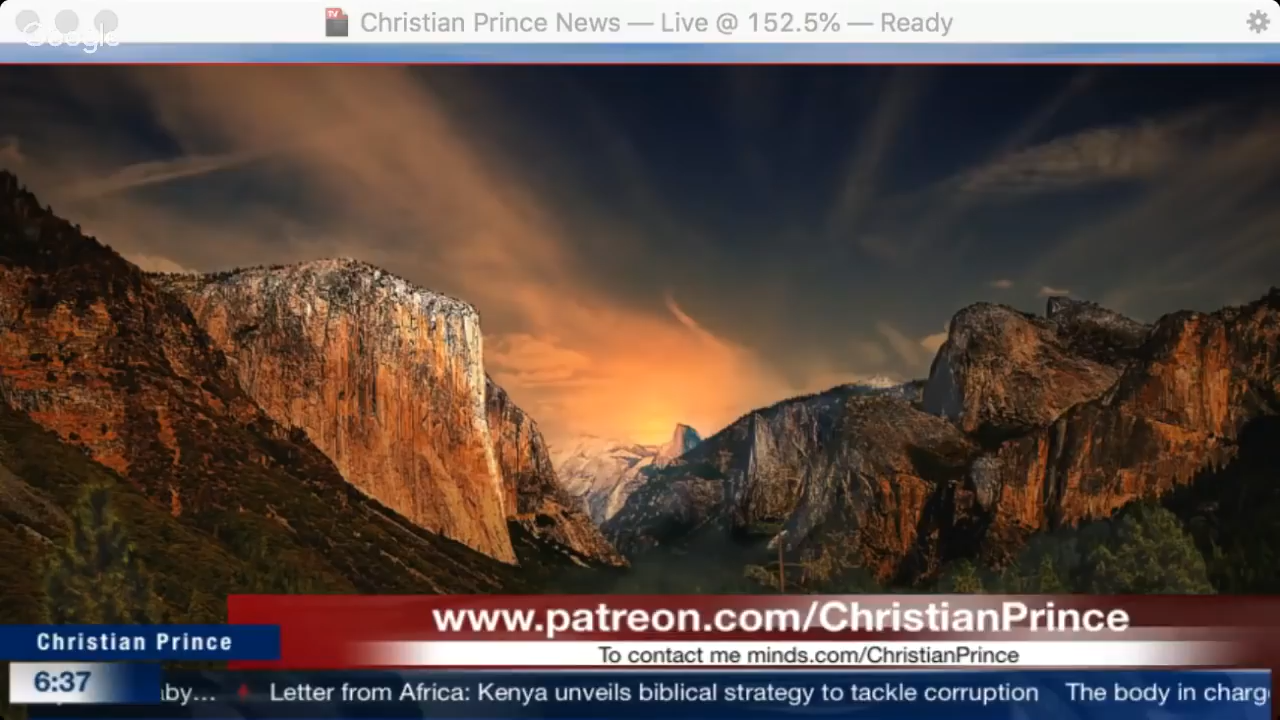 Christian Prince News — Live @ 152.5% — Ready
Google
www.patreon.com/ChristianPrince
Christian Prince
To contact me minds.com/ChristianPrince
6:37
aby... Letter from Africa: Kenya unveils biblical strategy to tackle corruption The body in charg